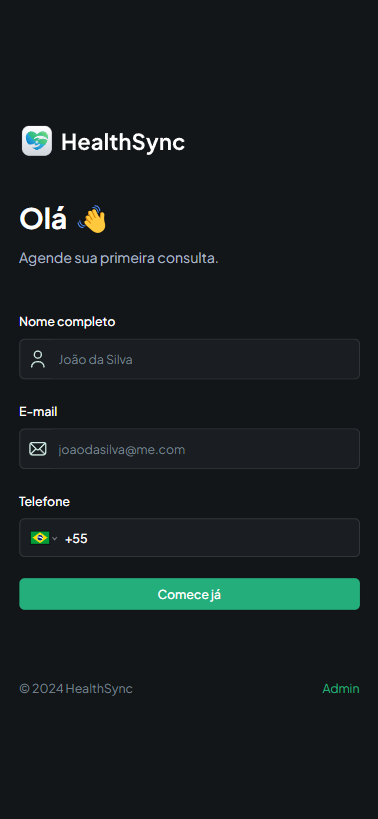 HealthSync
Olá 👋
Agende sua primeira consulta.
Nome completo
João da Silva
E-mail
joaodasilva@me.com
Telefone
+55
Comece já
© 2024 HealthSync Admin